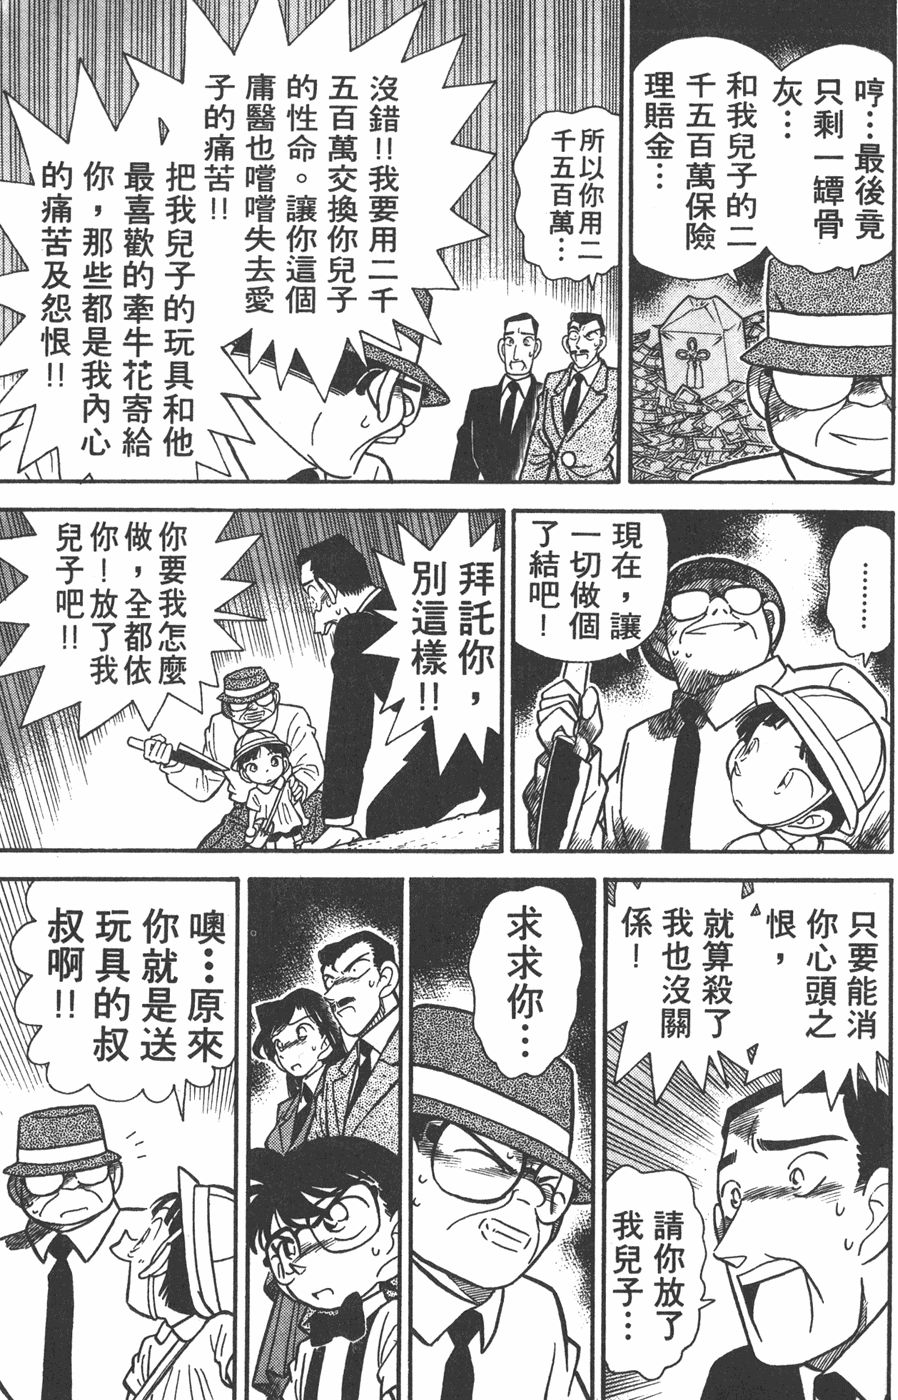 哼…最後竟
只剩一罈骨
灰…
和我兒子的二
千五百萬保險
理賠金…
所以你用二
千五百萬…
沒錯!!我要用二千
五百萬交換你兒子
的性命。讓你這個
庸醫也嚐嚐失去愛
子的痛苦!!
把我兒子的玩具和他
最喜歡的牽牛花寄給
你,那些都是我內心
的痛苦及怨恨!!
………
現在,讓
一切做個
了結吧!
拜託你,
別這樣!!
你要我怎麼
做,全都依
你!放了我
兒子吧!!
只要能消
你心頭之
恨,
就算殺了
我也沒關
係!
請你放了
我兒子…
求求你…
噢…原來
你就是送
玩具的叔
叔啊!!